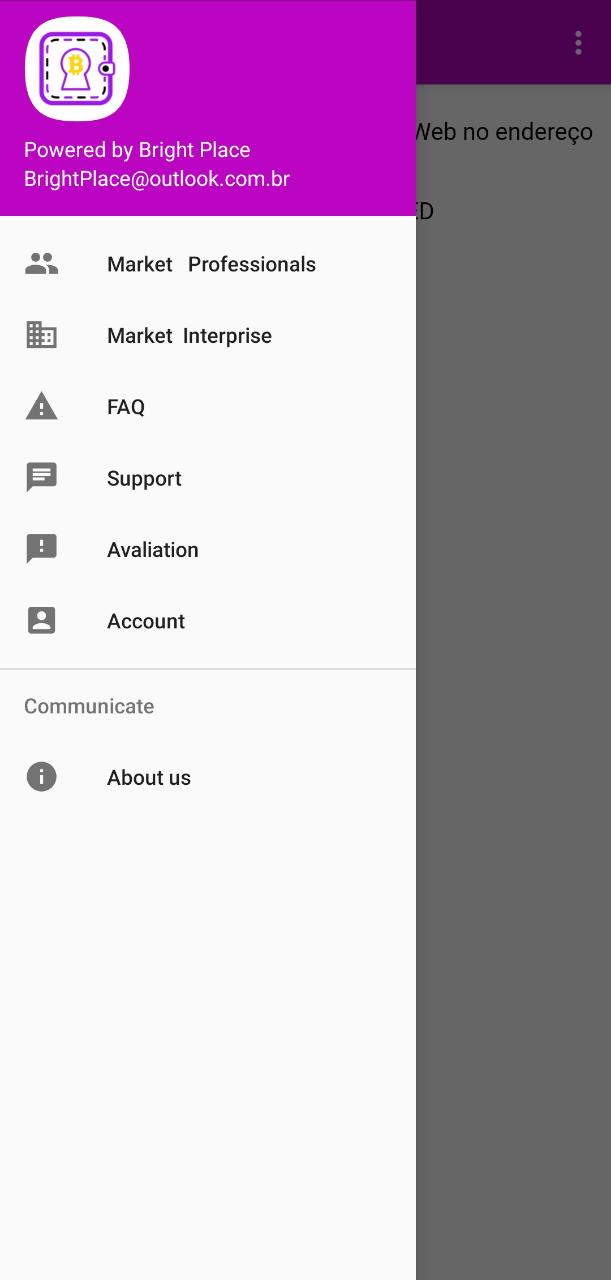 Powered by Bright Place
BrightPlace@outlook.com.br
Web no endereço
ED
Market Professionals
Market Interprise
FAQ
Support
Avaliation
Account
Communicate
About us